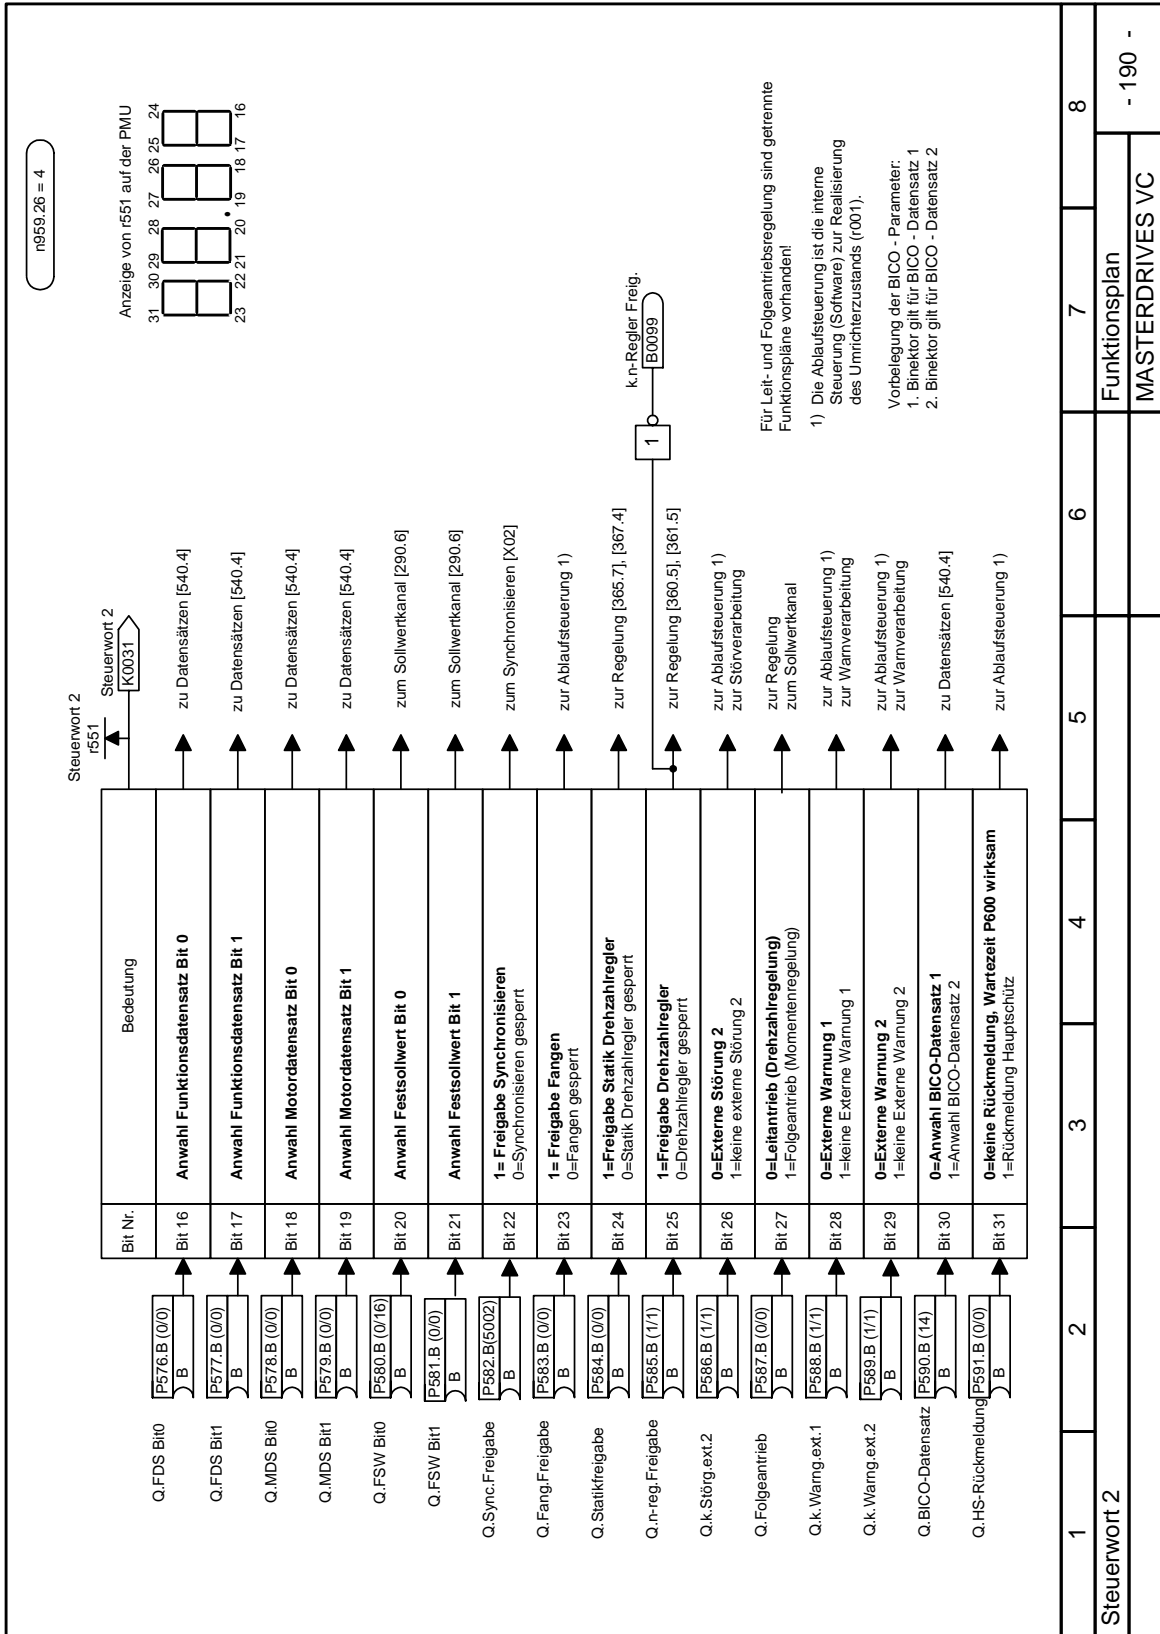 n959.26 = 4
Anzeige von r551 auf der PMU
31 30 29 28 27 26 25 24
23 22 21 20 19 18 17 16
Steuerwort 2
r551
Steuerwort 2
K0031
Bit Nr.
Bedeutung
Q.FDS Bit0
P576.B (0/0)
B
Bit 16
Anwahl Funktionsdatensatz Bit 0
zu Datensätzen [540.4]
Q.FDS Bit1
P577.B (0/0)
B
Bit 17
Anwahl Funktionsdatensatz Bit 1
zu Datensätzen [540.4]
Q.MDS Bit0
P578.B (0/0)
B
Bit 18
Anwahl Motordatensatz Bit 0
zu Datensätzen [540.4]
Q.MDS Bit1
P579.B (0/0)
B
Bit 19
Anwahl Motordatensatz Bit 1
zu Datensätzen [540.4]
Q.FSW Bit0
P580.B (0/16)
B
Bit 20
Anwahl Festsollwert Bit 0
zum Sollwertkanal [290.6]
Q.FSW Bit1
P581.B (0/0)
B
Bit 21
Anwahl Festsollwert Bit 1
zum Sollwertkanal [290.6]
Q.Sync.Freigabe
P582.B(5002)
B
Bit 22
1= Freigabe Synchronisieren
0=Synchronisieren gesperrt
zum Synchronisieren [X02]
Q.Fang.Freigabe
P583.B (0/0)
B
Bit 23
1= Freigabe Fangen
0=Fangen gesperrt
zur Ablaufsteuerung 1)
Q.Statikfreigabe
P584.B (0/0)
B
Bit 24
1=Freigabe Statik Drehzahlregler
0=Statik Drehzahlregler gesperrt
zur Regelung [365.7], [367.4]
Q.n-reg.Freigabe
P585.B (1/1)
B
Bit 25
1=Freigabe Drehzahlregler
0=Drehzahlregler gesperrt
zur Regelung [360.5], [361.5]
1
k.n-Regler Freig.
B0099
Q.k.Störg.ext.2
P586.B (1/1)
B
Bit 26
0=Externe Störung 2
1=keine externe Störung 2
zur Ablaufsteuerung 1)
zur Störverarbeitung
Q.Folgeantrieb
P587.B (0/0)
B
Bit 27
0=Leitantrieb (Drehzahlregelung)
1=Folgeantrieb (Momentenregelung)
zur Regelung
zum Sollwertkanal
Q.k.Warng.ext.1
P588.B (1/1)
B
Bit 28
0=Externe Warnung 1
1=keine Externe Warnung 1
zur Ablaufsteuerung 1)
zur Warnverarbeitung
Q.k.Warng.ext.2
P589.B (1/1)
B
Bit 29
0=Externe Warnung 2
1=keine Externe Warnung 2
zur Ablaufsteuerung 1)
zur Warnverarbeitung
Q.BICO-Datensatz
P590.B (14)
B
Bit 30
0=Anwahl BICO-Datensatz 1
1=Anwahl BICO-Datensatz 2
zu Datensätzen [540.4]
Q.HS-Rückmeldung
P591.B (0/0)
B
Bit 31
0=keine Rückmeldung, Wartezeit P600 wirksam
1=Rückmeldung Hauptschütz
zur Ablaufsteuerung 1)
Für Leit- und Folgeantriebsregelung sind getrennte
Funktionspläne vorhanden!
1) Die Ablaufsteuerung ist die interne
Steuerung (Software) zur Realisierung
des Umrichterzustands (r001).
Vorbelegung der BICO - Parameter:
1. Binektor gilt für BICO - Datensatz 1
2. Binektor gilt für BICO - Datensatz 2
1 2 3 4 5 6 7 8
Steuerwort 2
Funktionsplan
MASTERDRIVES VC
- 190 -